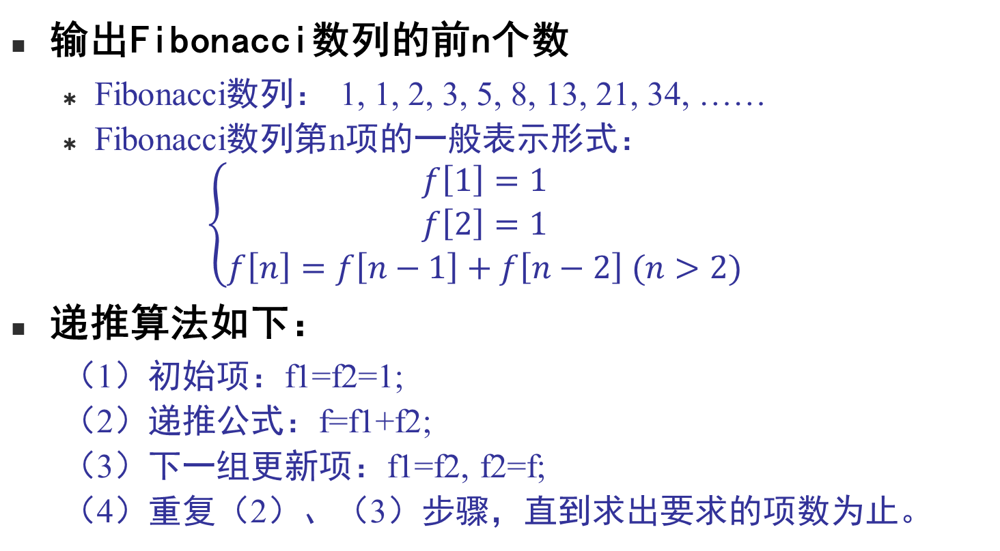 ▪ 输出Fibonacci数列的前n个数
* Fibonacci数列： 1, 1, 2, 3, 5, 8, 13, 21, 34, ……
* Fibonacci数列第n项的一般表示形式：
f[1] = 1
f[2] = 1
f[n] = f[n − 1] + f[n − 2] (n > 2)
▪ 递推算法如下：
（1）初始项：f1=f2=1;
（2）递推公式：f=f1+f2;
（3）下一组更新项：f1=f2, f2=f;
（4）重复（2）、（3）步骤，直到求出要求的项数为止。